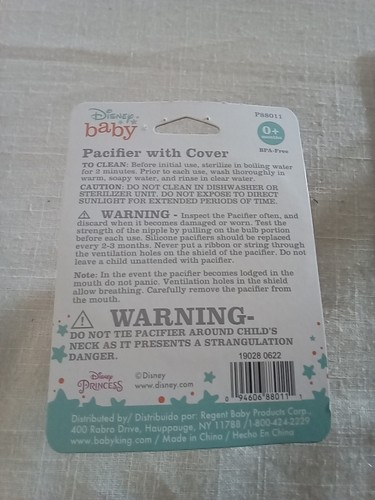 Disney
baby
PS8011
0+
BPA-Free
Pacifier with Cover
TO CLEAN: Before initial use, sterilize in boiling water
for 2 minutes. Prior to each use, wash thoroughly in
warm, soapy water, and rinse in clear water.
CAUTION: DO NOT CLEAN IN DISHWASHER OR
STERILIZER UNIT. DO NOT EXPOSE TO DIRECT
SUNLIGHT FOR EXTENDED PERIODS OF TIME.
WARNING - Inspect the Pacifier often, and
discard when it becomes damaged or worn. Test the
strength of the nipple by pulling on the bulb portion
before each use. Silicone pacifiers should be replaced
every 2-3 months. Never put a ribbon or string through
the ventilation holes on the shield of the pacifier. Do not
leave a child unattended with pacifier.
Note: In the event the pacifier becomes lodged in the
mouth do not panic. Ventilation holes in the shield
allow breathing. Carefully remove the pacifier from
the mouth.
WARNING-
DO NOT TIE PACIFIER AROUND CHILD'S
NECK AS IT PRESENTS A STRANGULATION
DANGER.
19028 0622
Disney
PRINCESS
©Disney
www.disney.com
0 94606 88011 1
Distributed by/ Distribuido por: Regent Baby Products Corp.,
400 Rabro Drive, Hauppauge, NY 11788 /1-800-424-2229
www.babyking.com / Made in China / Hecho En China